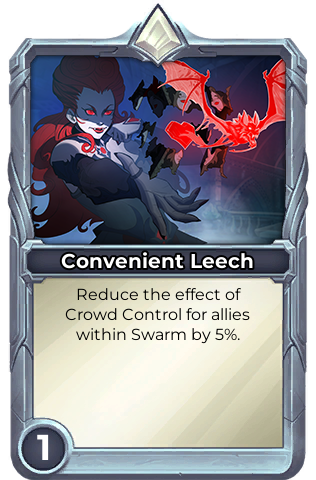 Convenient Leech
Reduce the effect of
Crowd Control for allies
within Swarm by 5%.
1